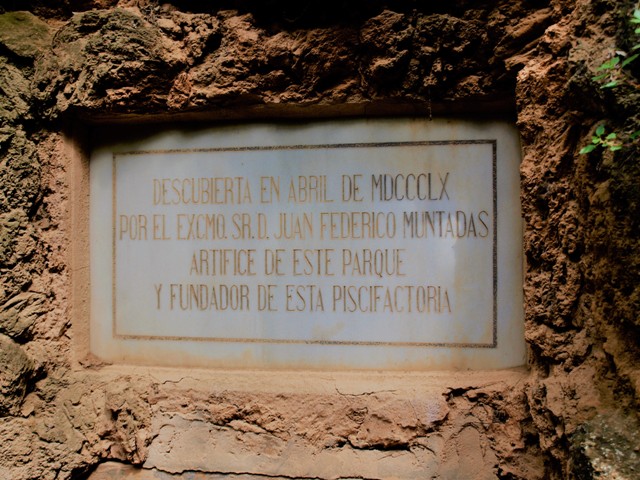 DESCUBIERTA EN ABRIL DE MDCCCLX
POR EL EXCMO. SR. D. JUAN FEDERICO MUNTADAS
ARTIFICE DE ESTE PARQUE
Y FUNDADOR DE ESTA PISCIFACTORIA